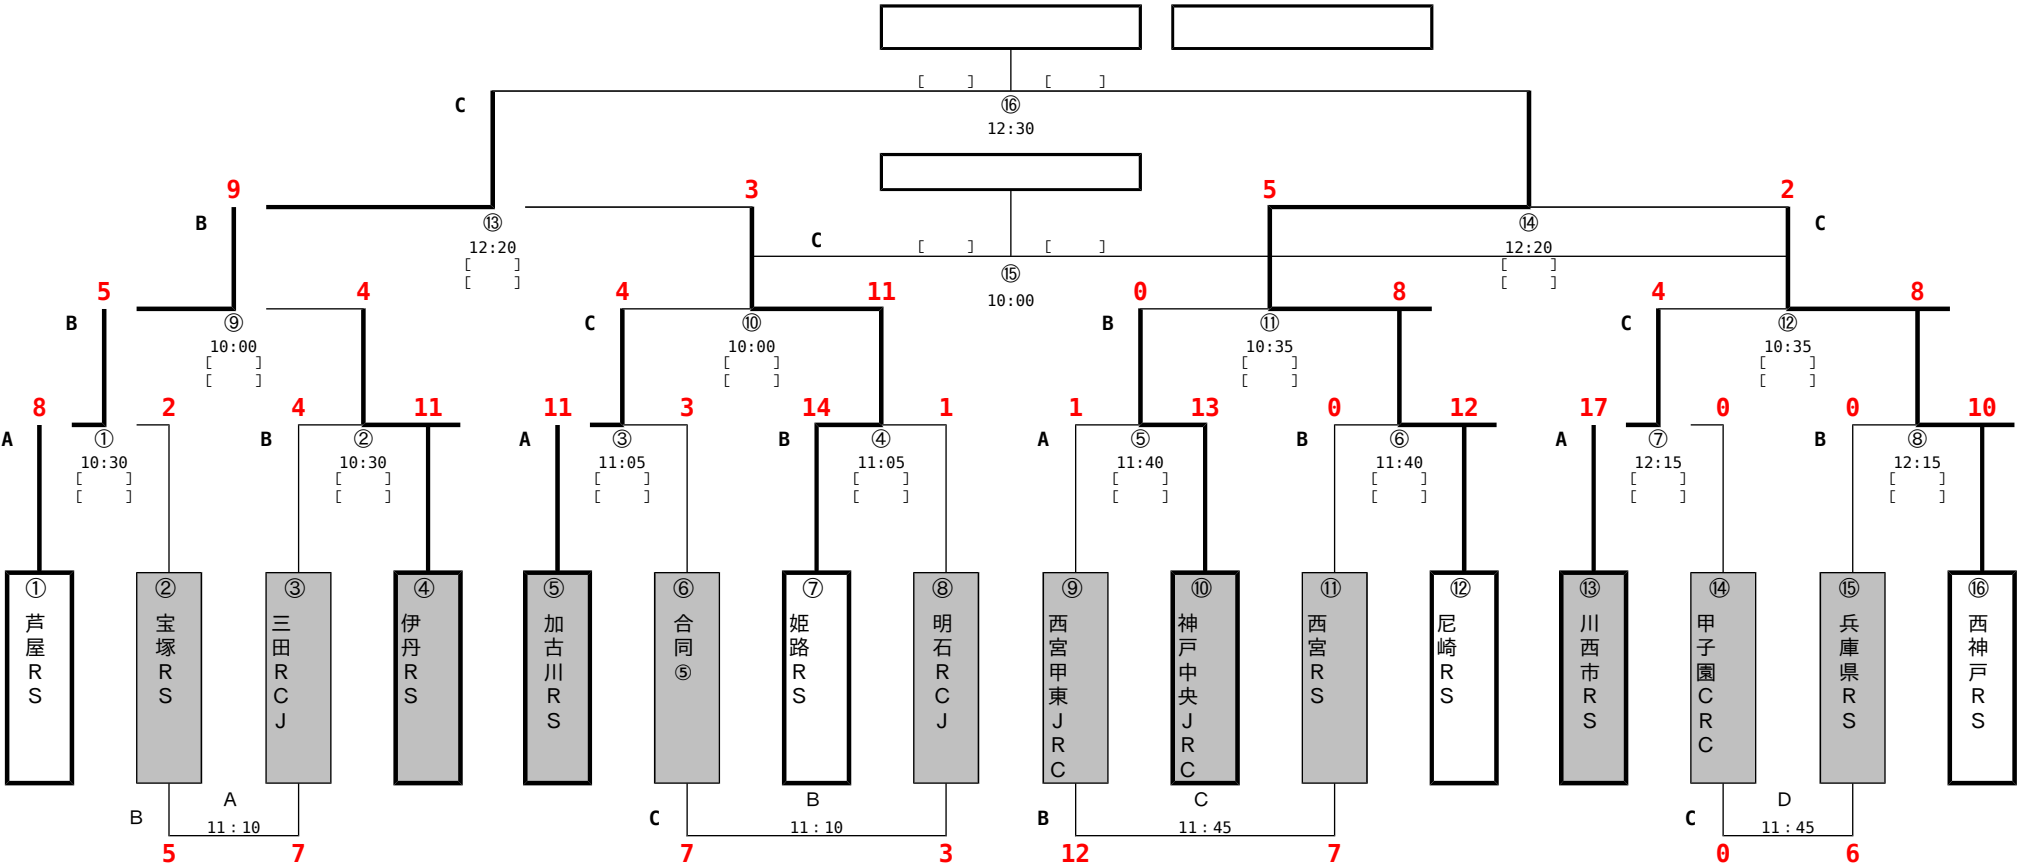 [ ] [ ]
C
⑯
12:30
9 3 5 2
B ⑬ ⑭ C
12:20 C [ ] [ ] 12:20
[ ] [ ]
[ ] ⑮ [ ]
10:00
5 4 4 11 0 8 4 8
B ⑨ C ⑩ B ⑪ C ⑫
10:00 10:00 10:35 10:35
[ ] [ ] [ ] [ ]
[ ] [ ] [ ] [ ]
8 2 4 11 11 3 14 1 1 13 0 12 17 0 0 10
A ① B ② A ③ B ④ A ⑤ B ⑥ A ⑦ B ⑧
10:30 10:30 11:05 11:05 11:40 11:40 12:15 12:15
[ ] [ ] [ ] [ ] [ ] [ ] [ ] [ ]
[ ] [ ] [ ] [ ] [ ] [ ] [ ] [ ]
① 芦屋RS
② 宝塚RS
③ 三田RCJ
④ 伊丹RS
⑤ 加古川RS
⑥ 合同⑤
⑦ 姫路RS
⑧ 明石RCJ
⑨ 西宮甲東JRC
⑩ 神戸中央JRC
⑪ 西宮RS
⑫ 尼崎RS
⑬ 川西市RS
⑭ 甲子園CRC
⑮ 兵庫県RS
⑯ 西神戸RS
A B C D
B 11:10 C 11:10 B 11:45 C 11:45
5 7 7 3 12 7 0 6